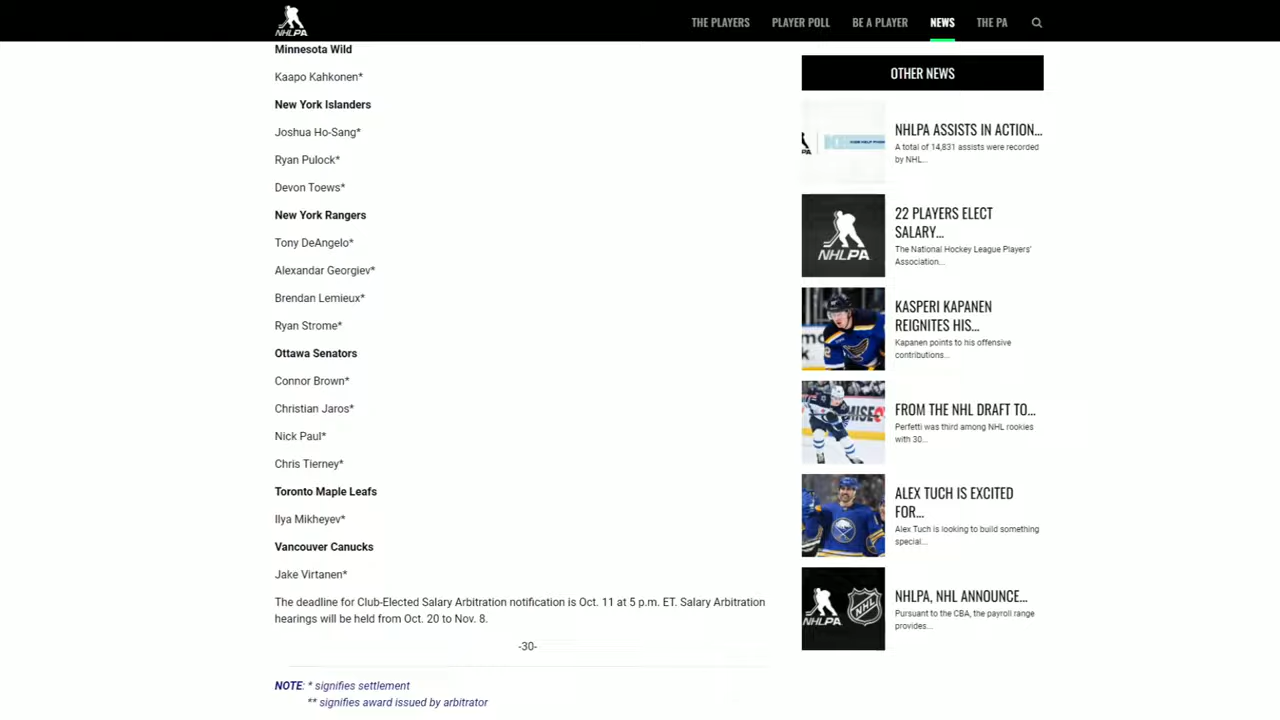 NHLPA
THE PLAYERS
PLAYER POLL
BE A PLAYER
NEWS
THE PA
Minnesota Wild
Kaapo Kahkonen*
New York Islanders
Joshua Ho-Sang*
Ryan Pulock*
Devon Toews*
New York Rangers
Tony DeAngelo*
Alexandar Georgiev*
Brendan Lemieux*
Ryan Strome*
Ottawa Senators
Connor Brown*
Christian Jaros*
Nick Paul*
Chris Tierney*
Toronto Maple Leafs
Ilya Mikheyev*
Vancouver Canucks
Jake Virtanen*
The deadline for Club-Elected Salary Arbitration notification is Oct. 11 at 5 p.m. ET. Salary Arbitration
hearings will be held from Oct. 20 to Nov. 8.
-30-
NOTE: * signifies settlement
** signifies award issued by arbitrator
OTHER NEWS
NHLPA ASSISTS IN ACTION...
A total of 14,831 assists were recorded
by NHL...
NHLPA
22 PLAYERS ELECT
SALARY...
The National Hockey League Players'
Association...
KASPERI KAPANEN
REIGNITES HIS...
Kapanen points to his offensive
contributions...
FROM THE NHL DRAFT TO...
Perfetti was third among NHL rookies
with 30...
ALEX TUCH IS EXCITED
FOR...
Alex Tuch is looking to build something
special...
NHLPA
NHL
NHLPA, NHL ANNOUNCE...
Pursuant to the CBA, the payroll range
provides...